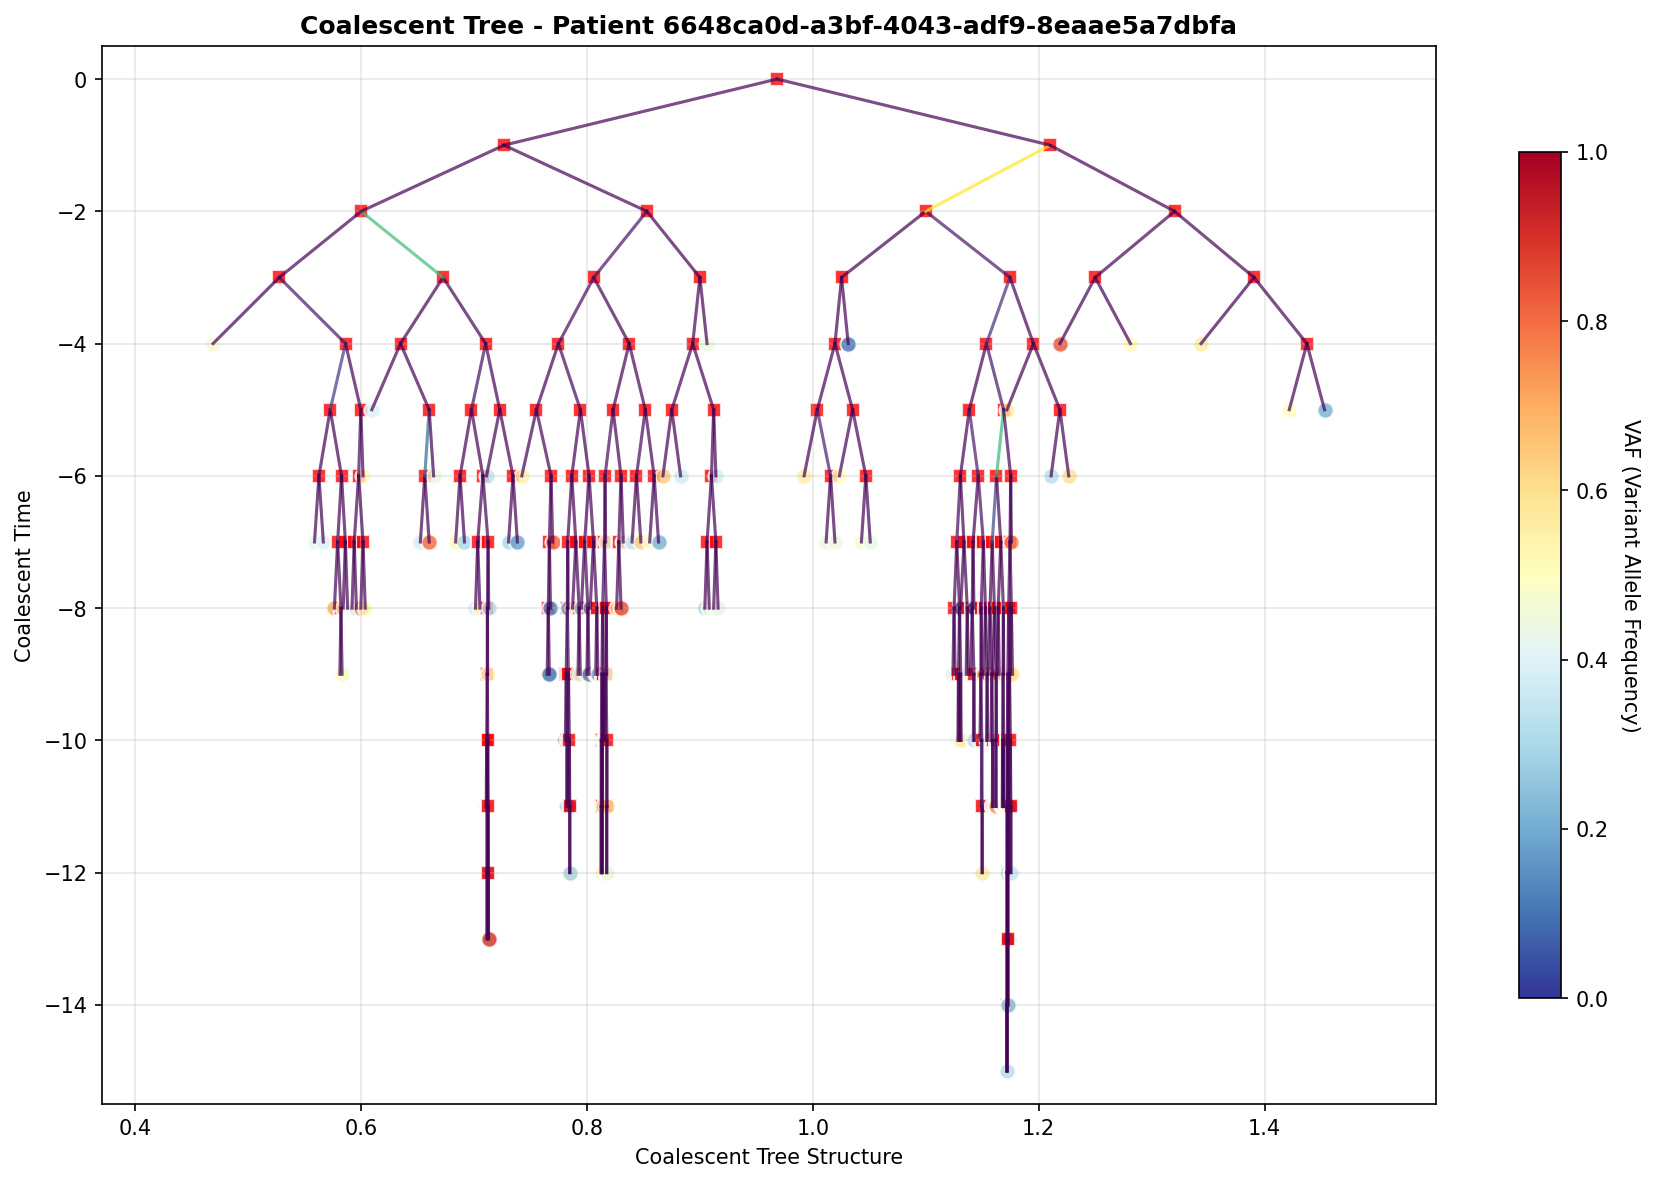 Coalescent Tree - Patient 6648ca0d-a3bf-4043-adf9-8eaae5a7dbfa
0
−2
−4
−6
−8
−10
−12
−14
Coalescent Time
0.4 0.6 0.8 1.0 1.2 1.4
Coalescent Tree Structure
1.0
0.8
0.6
0.4
0.2
0.0
VAF (Variant Allele Frequency)